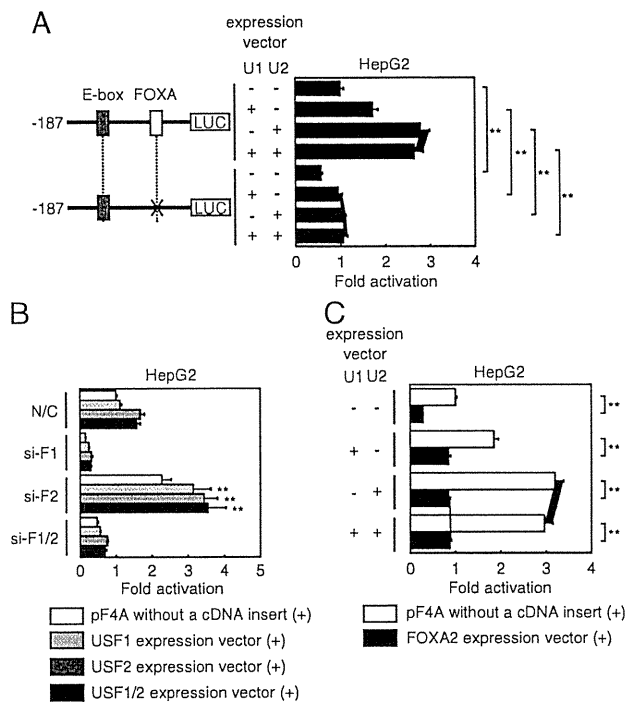 A
expression
vector
U1 U2
HepG2
E-box FOXA
-187
LUC
- -
+ -
- +
+ +
- -
+ -
- +
+ +
-187
LUC
**
**
**
**
0 1 2 3 4
Fold activation
B
HepG2
N/C
si-F1
si-F2
**
**
**
si-F1/2
0 1 2 3 4 5
Fold activation
pF4A without a cDNA insert (+)
USF1 expression vector (+)
USF2 expression vector (+)
USF1/2 expression vector (+)
C
expression
vector
U1 U2
HepG2
- -
**
+ -
**
- +
**
+ +
**
0 1 2 3 4
Fold activation
pF4A without a cDNA insert (+)
FOXA2 expression vector (+)